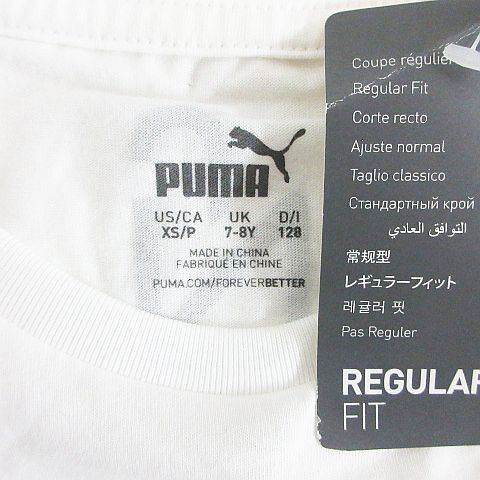 PUMA
US/CA UK D/I
XS/P 7-8Y 128
MADE IN CHINA
FABRIQUÉ EN CHINE
PUMA.COM/FOREVERBETTER
Coupe régulier
Regular Fit
Corte recto
Ajuste normal
Taglio classico
Стандартный крой
التوافق العادي
常规型
レギュラーフィット
레귤러 핏
Pas Reguler
REGULAR
FIT